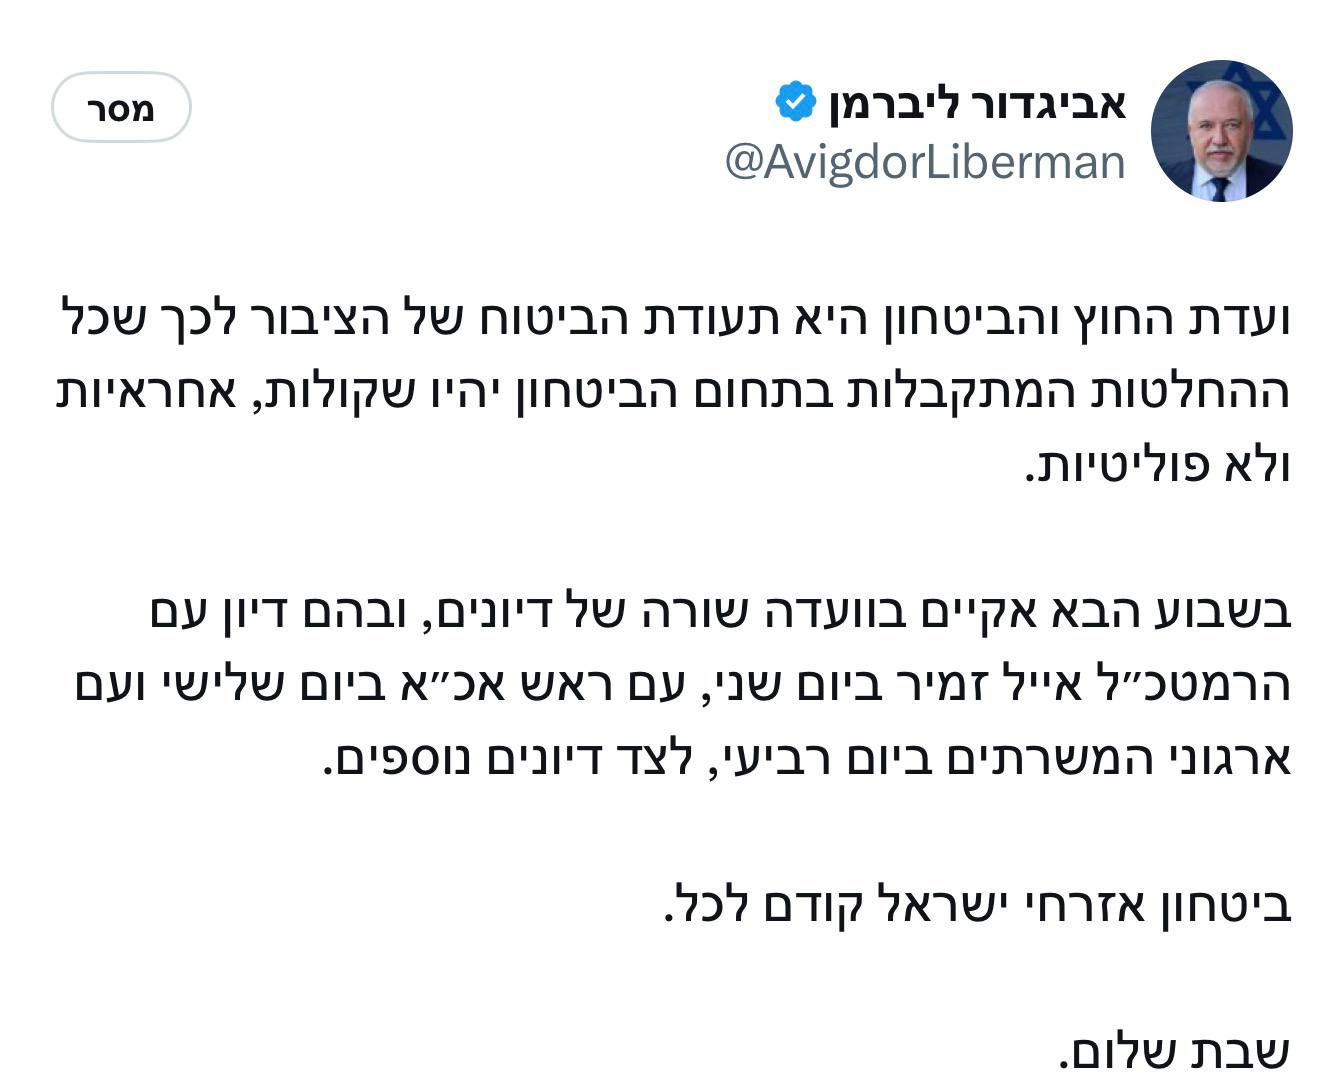 אביגדור ליברמן
@AvigdorLiberman
מסר
ועדת החוץ והביטחון היא תעודת הביטוח של הציבור לכך שכל
ההחלטות המתקבלות בתחום הביטחון יהיו שקולות, אחראיות
ולא פוליטיות.
בשבוע הבא אקיים בוועדה שורה של דיונים, ובהם דיון עם
הרמטכ״ל אייל זמיר ביום שני, עם ראש אכ״א ביום שלישי ועם
ארגוני המשרתים ביום רביעי, לצד דיונים נוספים.
ביטחון אזרחי ישראל קודם לכל.
שבת שלום.